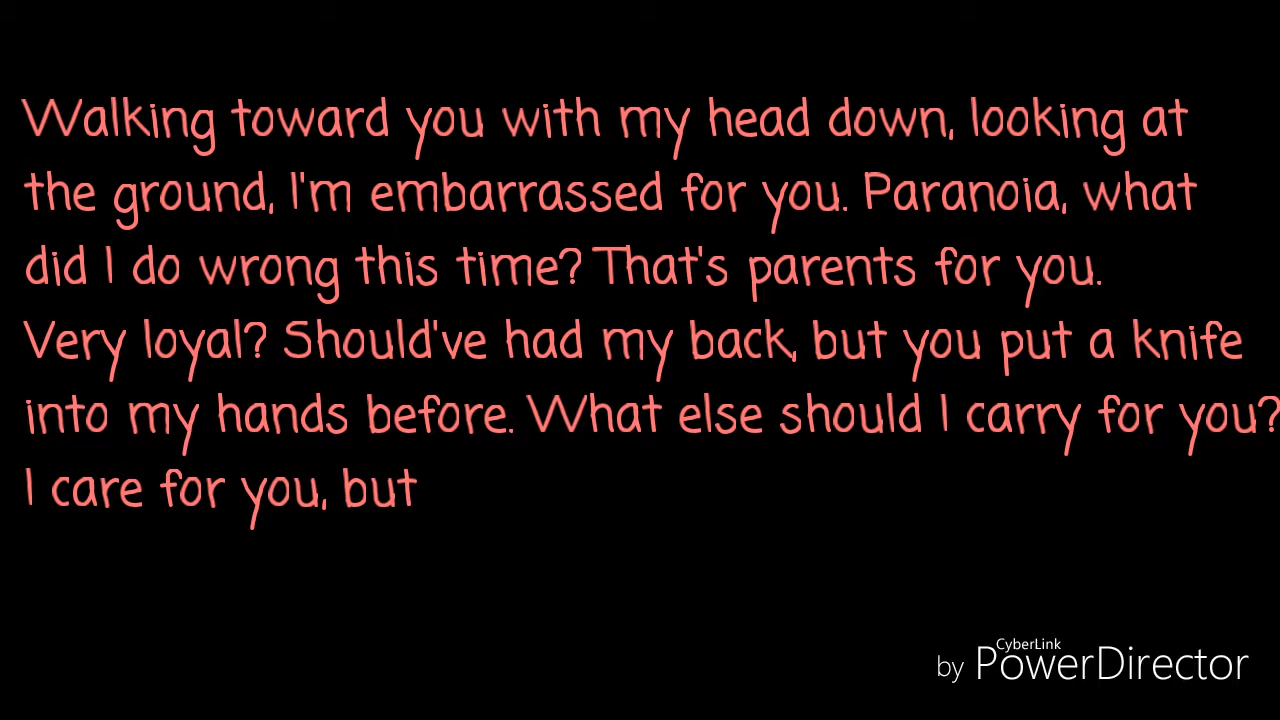 Walking toward you with my head down, looking at
the ground, I'm embarrassed for you. Paranoia, what
did I do wrong this time? That's parents for you.
Very loyal? Should've had my back, but you put a knife
into my hands before. What else should I carry for you?
I care for you, but
CyberLink
by PowerDirector